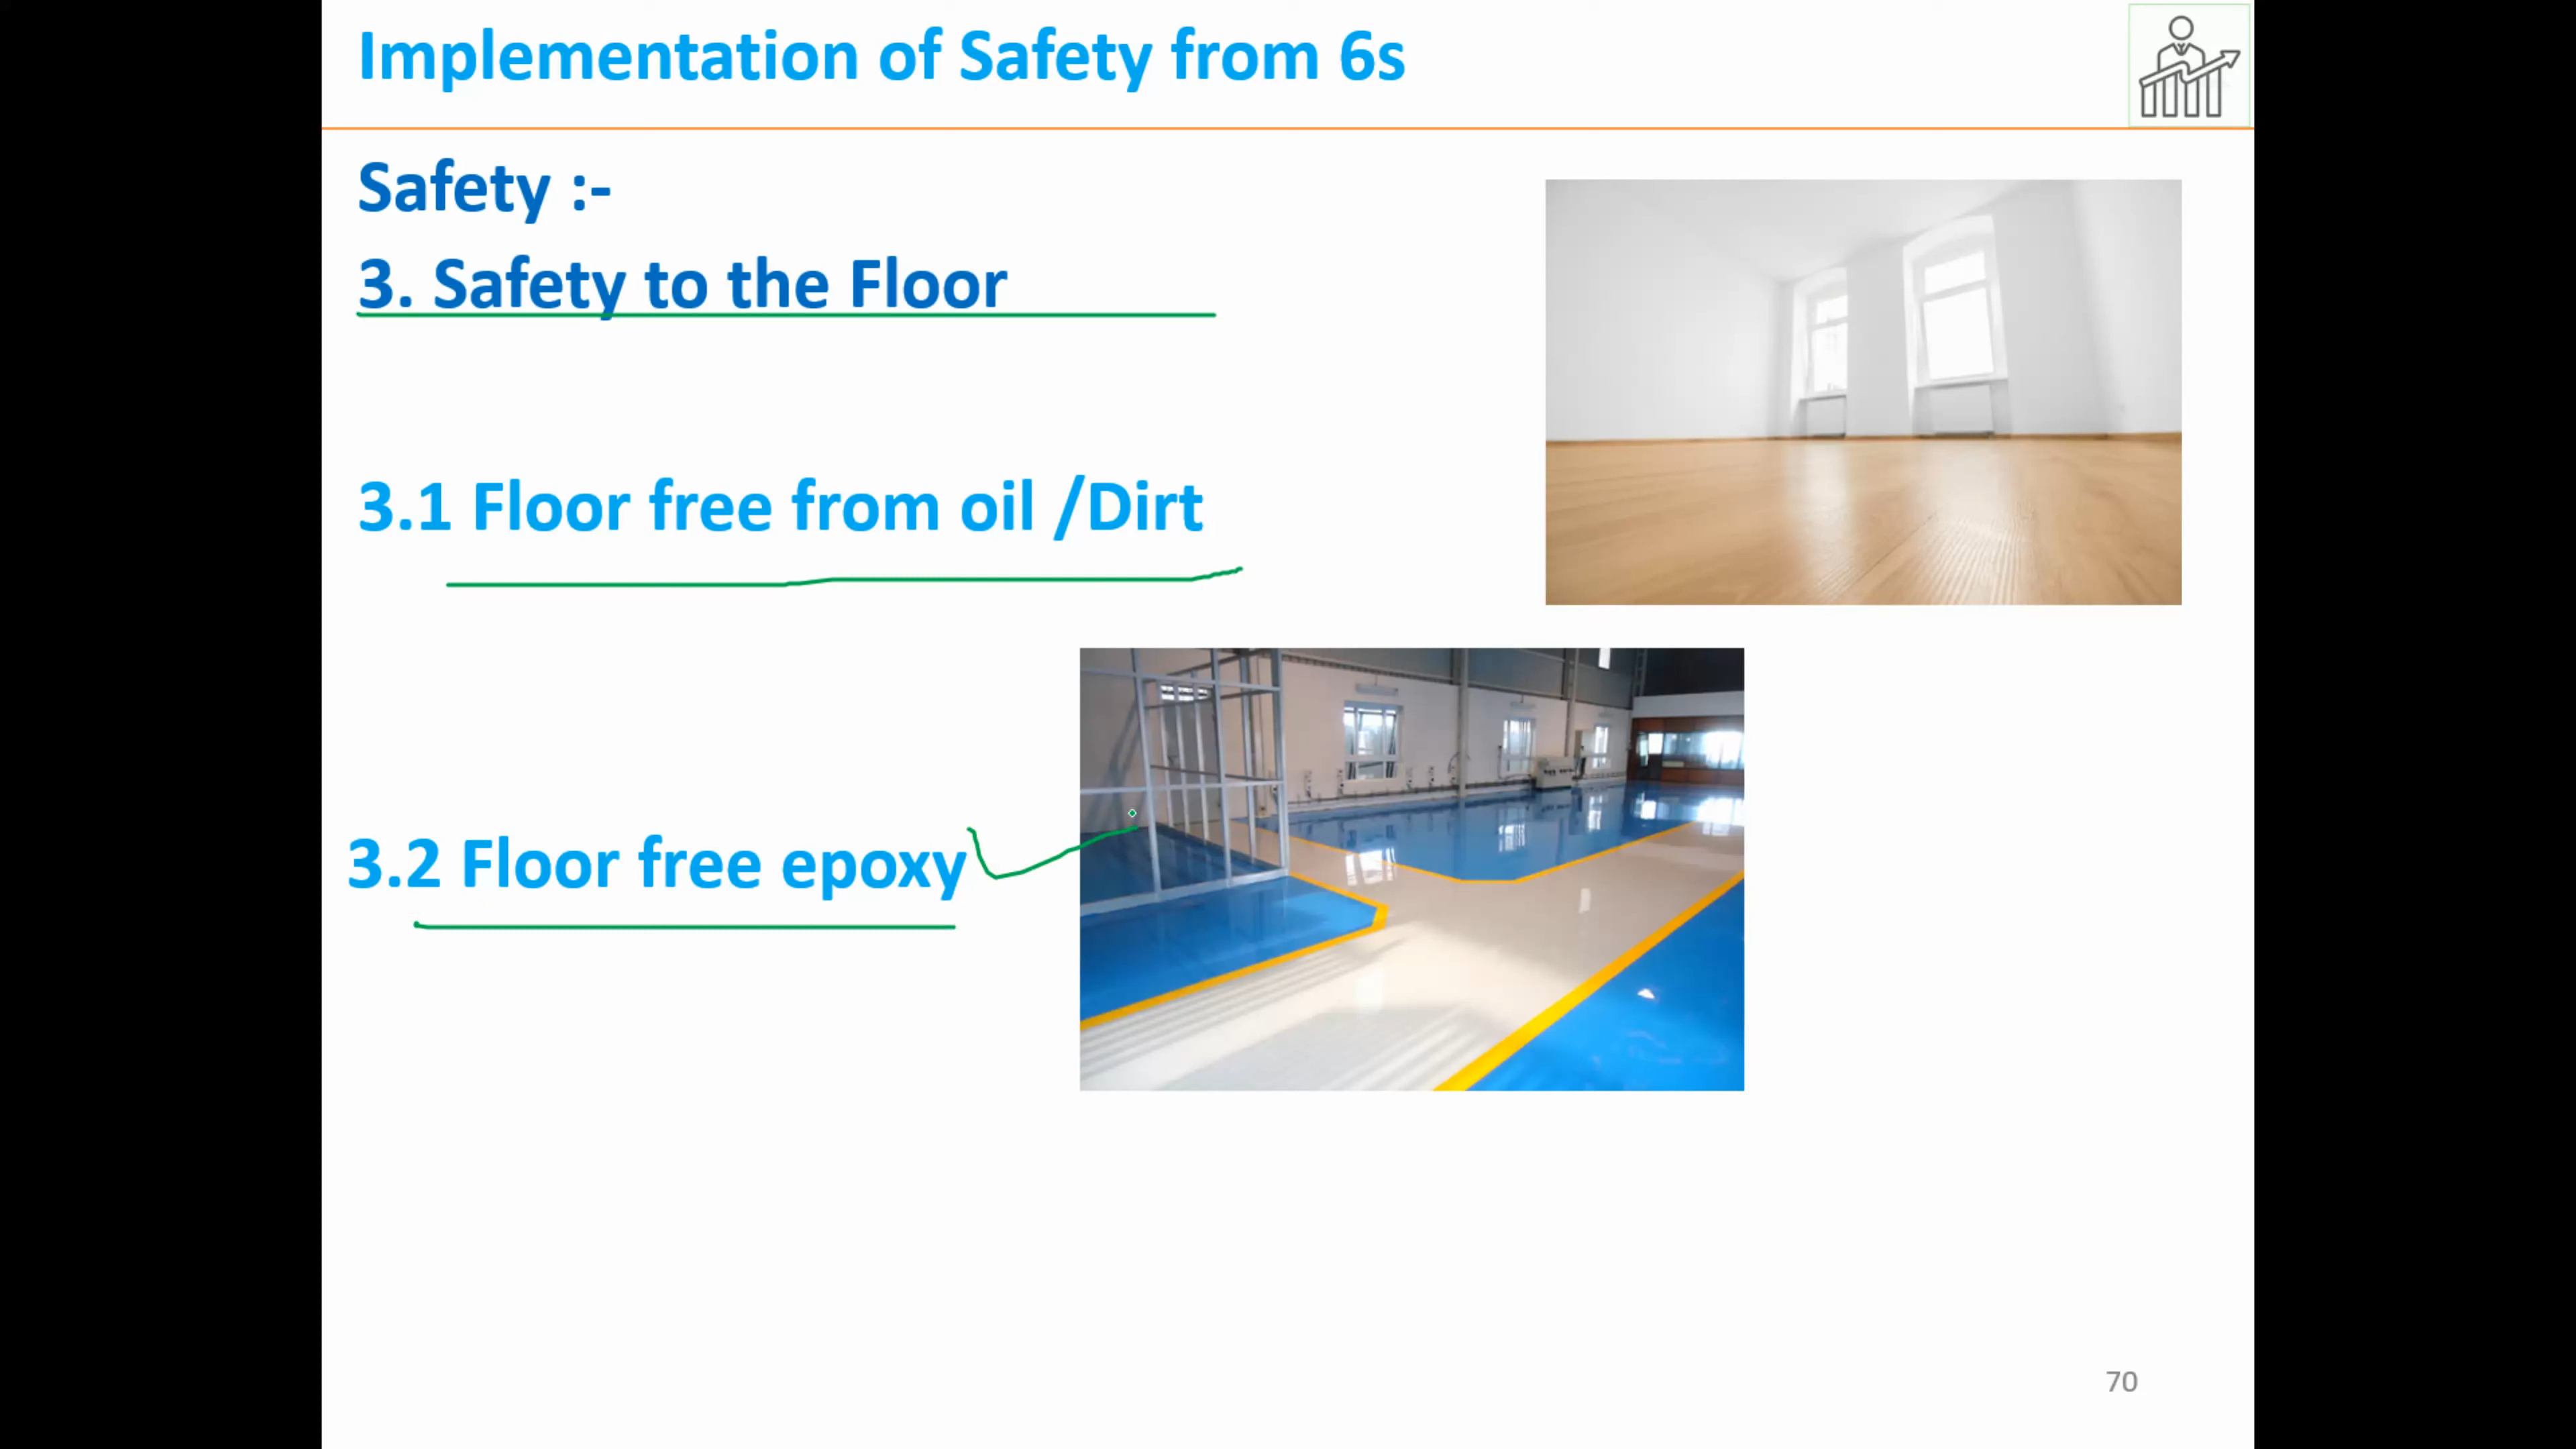 Implementation of Safety from 6s
Safety :-
3. Safety to the Floor
3.1 Floor free from oil /Dirt
3.2 Floor free epoxy
70